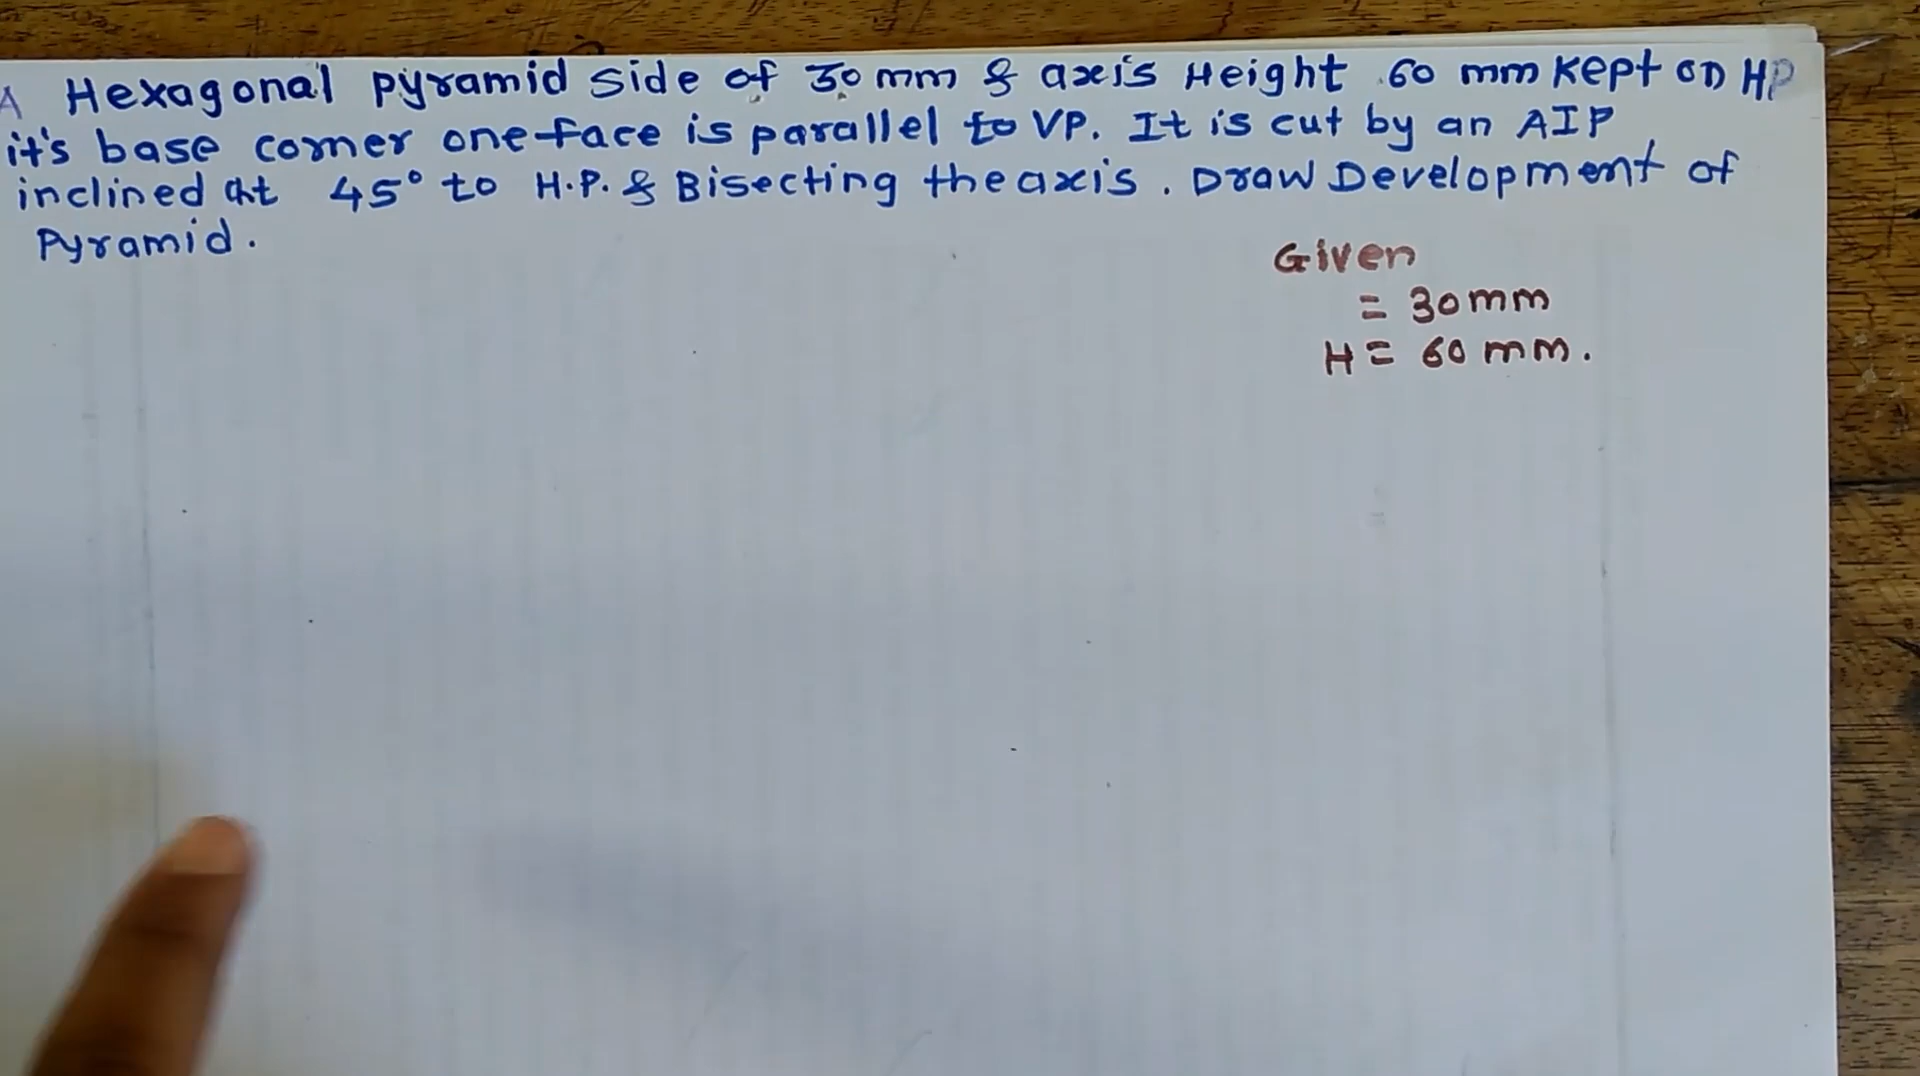 A Hexagonal pyramid side of 30 mm & axis Height 60 mm kept on HP
it's base corner one face is parallel to VP. It is cut by an AIP
inclined at 45° to H.P. & Bisecting the axis. Draw Development of
Pyramid.
Given
= 30mm
H = 60 mm.